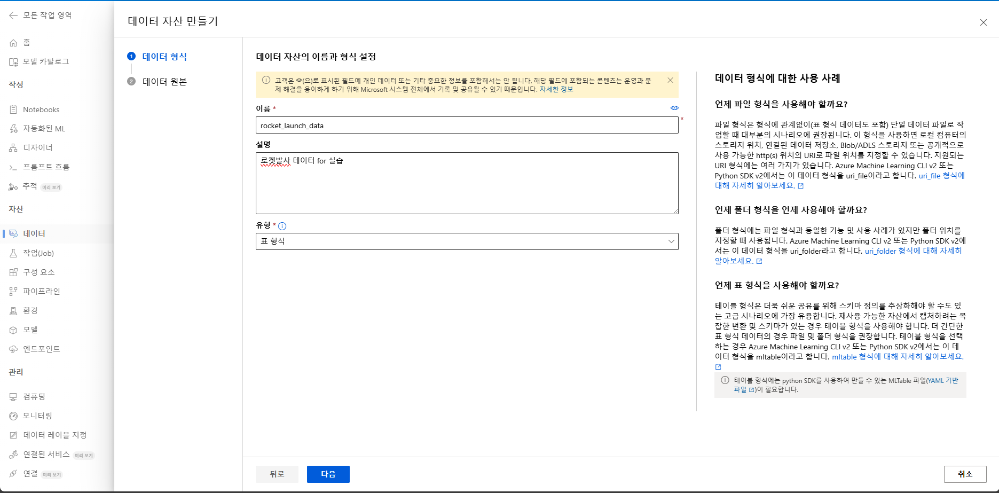 모든 작업 영역
홈
모델 카탈로그
작성
Notebooks
자동화된 ML
디자이너
프롬프트 흐름
추적 미리 보기
자산
데이터
작업(Job)
구성 요소
파이프라인
환경
모델
엔드포인트
관리
컴퓨팅
모니터링
데이터 레이블 지정
연결된 서비스 미리 보기
연결 미리 보기
데이터 자산 만들기
1 데이터 형식
2 데이터 원본
데이터 자산의 이름과 형식 설정
고객은 (으)로 표시된 필드에 개인 데이터 또는 기타 중요한 정보를 포함해서는 안 됩니다. 해당 필드에 포함되는 콘텐츠는 운영과 문
제 해결을 용이하게 하기 위해 Microsoft 시스템 전체에서 기록 및 공유될 수 있기 때문입니다. 자세한 정보
이름 *
rocket_launch_data *
설명
로켓발사 데이터 for 실습
유형 *
표 형식
데이터 형식에 대한 사용 사례
언제 파일 형식을 사용해야 할까요?
파일 형식은 형식에 관계없이(표 형식 데이터도 포함) 단일 데이터 파일로 작
업할 때 대부분의 시나리오에 권장됩니다. 이 형식을 사용하면 로컬 컴퓨터의
스토리지 위치, 연결된 데이터 저장소, Blob/ADLS 스토리지 또는 공개적으로
사용 가능한 http(s) 위치의 URI로 파일 위치를 지정할 수 있습니다. 지원되는
URI 형식에는 여러 가지가 있습니다. Azure Machine Learning CLI v2 또는
Python SDK v2에서는 이 데이터 형식을 uri_file이라고 합니다. uri_file 형식에
대해 자세히 알아보세요.
언제 폴더 형식을 언제 사용해야 할까요?
폴더 형식에는 파일 형식과 동일한 기능 및 사용 사례가 있지만 폴더 위치를
지정할 때 사용됩니다. Azure Machine Learning CLI v2 또는 Python SDK v2에
서는 이 데이터 형식을 uri_folder라고 합니다. uri_folder 형식에 대해 자세히
알아보세요.
언제 표 형식을 사용해야 할까요?
테이블 형식은 더욱 쉬운 공유를 위해 스키마 정의를 추상화해야 할 수도 있
는 고급 시나리오에 가장 유용합니다. 재사용 가능한 자산에서 캡처하려는 복
잡한 변환 및 스키마가 있는 경우 테이블 형식을 사용해야 합니다. 더 간단한
표 형식 데이터의 경우 파일 및 폴더 형식을 권장합니다. 테이블 형식을 선택
하는 경우 Azure Machine Learning CLI v2 또는 Python SDK v2에서는 이 데
이터 형식을 mltable이라고 합니다. mltable 형식에 대해 자세히 알아보세요.
테이블 형식에는 python SDK를 사용하여 만들 수 있는 MLTable 파일(YAML 기반
파일 )이 필요합니다.
뒤로
다음
취소